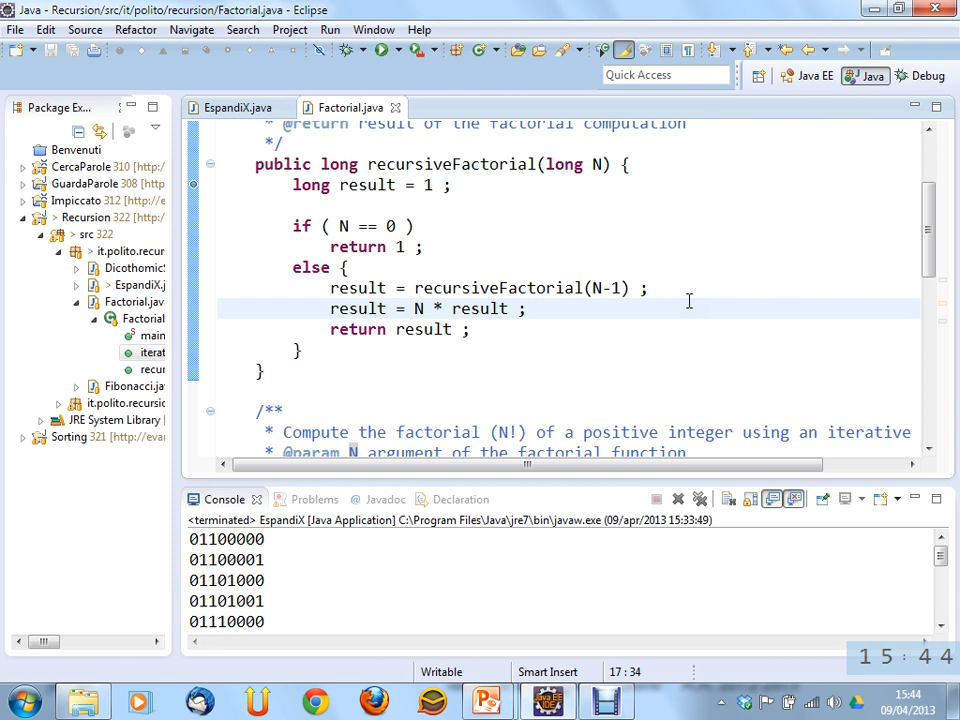 Java - Recursion/src/it/polito/recursion/Factorial.java - Eclipse
File Edit Source Refactor Navigate Search Project Run Window Help
Quick Access
Java EE
Java
Debug
Package Ex...
Benvenuti
CercaParole 310 [http:/
GuardaParole 308 [http
Impiccato 312 [http://e
> Recursion 322 [http:/
> src 322
> it.polito.recur
Dicothomic
> EspandiX.j
Factorial.java
Factorial
main
iterat
recur
Fibonacci.ja
it.polito.recursic
JRE System Library [
Sorting 321 [http://evar
EspandiX.java
Factorial.java
* @return result of the factorial computation
*/
public long recursiveFactorial(long N) {
long result = 1 ;
if ( N == 0 )
return 1 ;
else {
result = recursiveFactorial(N-1) ;
result = N * result ;
return result ;
}
}
/**
* Compute the factorial (N!) of a positive integer using an iterative
* @param N argument of the factorial function
Console
Problems
@ Javadoc
Declaration
<terminated> EspandiX [Java Application] C:\Program Files\Java\jre7\bin\javaw.exe (09/apr/2013 15:33:49)
01100000
01100001
01101000
01101001
01110000
15:44
Writable
Smart Insert
17 : 34
15:44
09/04/2013